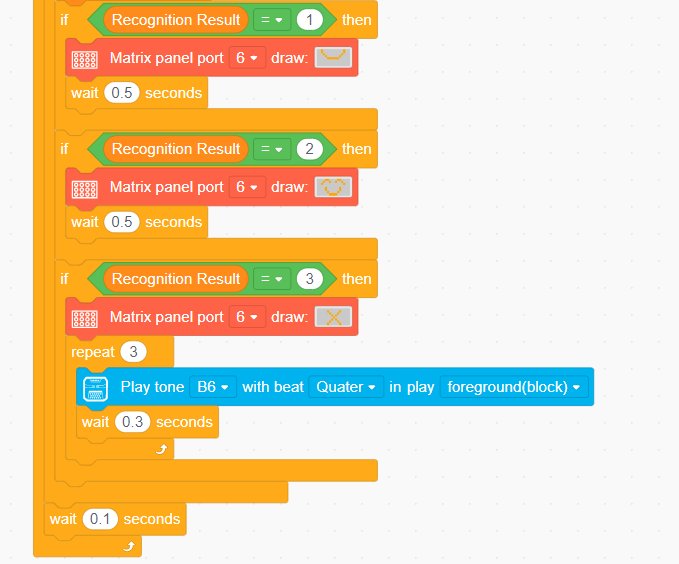 if Recognition Result = 1 then
Matrix panel port 6 draw:
wait 0.5 seconds
if Recognition Result = 2 then
Matrix panel port 6 draw:
wait 0.5 seconds
if Recognition Result = 3 then
Matrix panel port 6 draw:
repeat 3
Play tone B6 with beat Quater in play foreground(block)
wait 0.3 seconds
wait 0.1 seconds